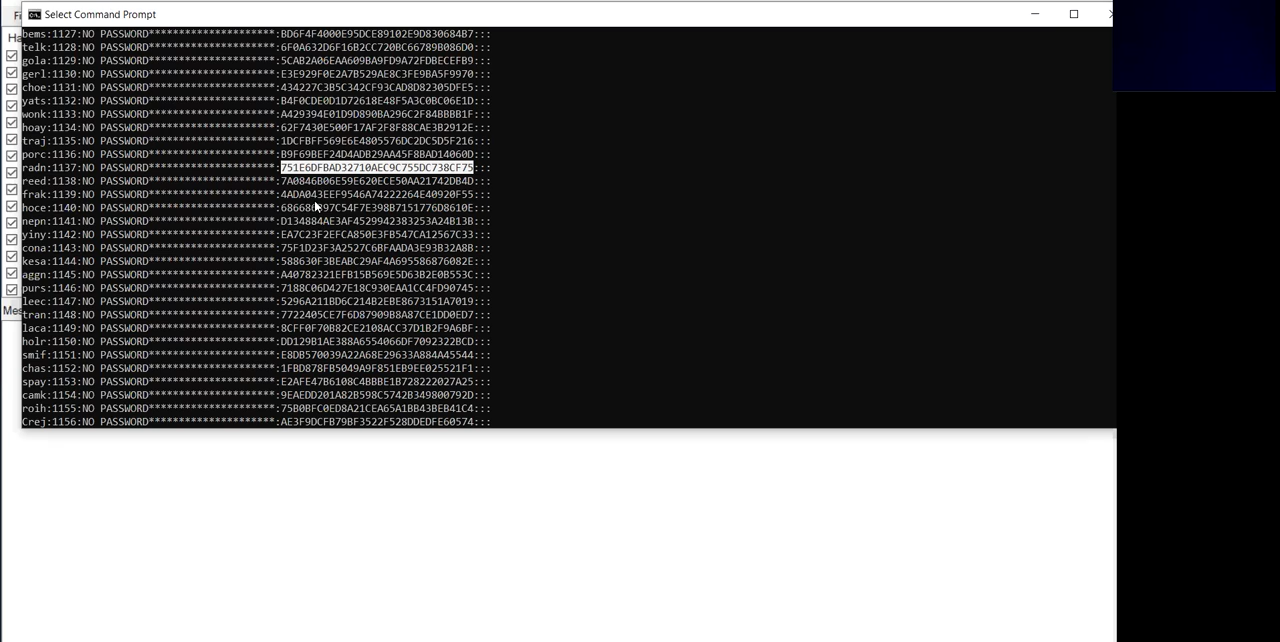 Select Command Prompt
bems:1127:NO PASSWORD*********************:BD6F4F4000E95DCE89102E9D830684B7:::
telk:1128:NO PASSWORD*********************:6F0A632D6F16B2CC720BC66789B086D0:::
gola:1129:NO PASSWORD*********************:5CAB2A06EAA609BA9FD9A72FDBECEFB9:::
gerl:1130:NO PASSWORD*********************:E3E929F0E2A7B529AE8C3FE9BA5F9970:::
choe:1131:NO PASSWORD*********************:434227C3B5C342CF93CAD8D82305DFE5:::
yats:1132:NO PASSWORD*********************:B4F0CDE0D1D72618E48F5A3C0BC06E1D:::
wonk:1133:NO PASSWORD*********************:A429394E01D9D890BA296C2F84BBBB1F:::
hoay:1134:NO PASSWORD*********************:62F7430E500F17AF2F8F88CAE3B2912E:::
traj:1135:NO PASSWORD*********************:1DCFBFF569E6E4805576DC2DC5D5F216:::
porc:1136:NO PASSWORD*********************:B9F69BEF24D4ADB29AA45F8BAD14060D:::
radn:1137:NO PASSWORD*********************:751E6DFBAD32710AEC9C755DC738CF75:::
reed:1138:NO PASSWORD*********************:7A0846B06E59E620ECE50AA21742DB4D:::
frak:1139:NO PASSWORD*********************:4ADA043EEF9546A74222264E40920F55:::
hoce:1140:NO PASSWORD*********************:
nepn:1141:NO PASSWORD*********************:D134884AE3AF4529942383253A24B13B:::
yiny:1142:NO PASSWORD*********************:EA7C23F2EFCA850E3FB547CA12567C33:::
cona:1143:NO PASSWORD*********************:75F1D23F3A2527C6BFAADA3E93B32A8B:::
kesa:1144:NO PASSWORD*********************:588630F3BEABC29AF4A695586876082E:::
aggn:1145:NO PASSWORD*********************:A40782321EFB15B569E5D63B2E0B553C:::
purs:1146:NO PASSWORD*********************:7188C06D427E18C930EAA1CC4FD90745:::
leec:1147:NO PASSWORD*********************:5296A211BD6C214B2EBE8673151A7019:::
tran:1148:NO PASSWORD*********************:7722405CE7F6D87909B8A87CE1DD0ED7:::
laca:1149:NO PASSWORD*********************:8CFF0F70B82CE2108ACC37D1B2F9A6BF:::
holr:1150:NO PASSWORD*********************:DD129B1AE388A6554066DF7092322BCD:::
smif:1151:NO PASSWORD*********************:E8DB570039A22A68E29633A884A45544:::
chas:1152:NO PASSWORD*********************:1FBD878FB5049A9F851EB9EE025521F1:::
spay:1153:NO PASSWORD*********************:E2AFE47B6108C4BBBE1B728222027A25:::
camk:1154:NO PASSWORD*********************:9EAEDD201A82B598C5742B349800792D:::
roih:1155:NO PASSWORD*********************:75B0BFC0ED8A21CEA65A1BB43BEB41C4:::
Crej:1156:NO PASSWORD*********************:AE3F9DCFB79BF3522F528DDEDFE60574:::